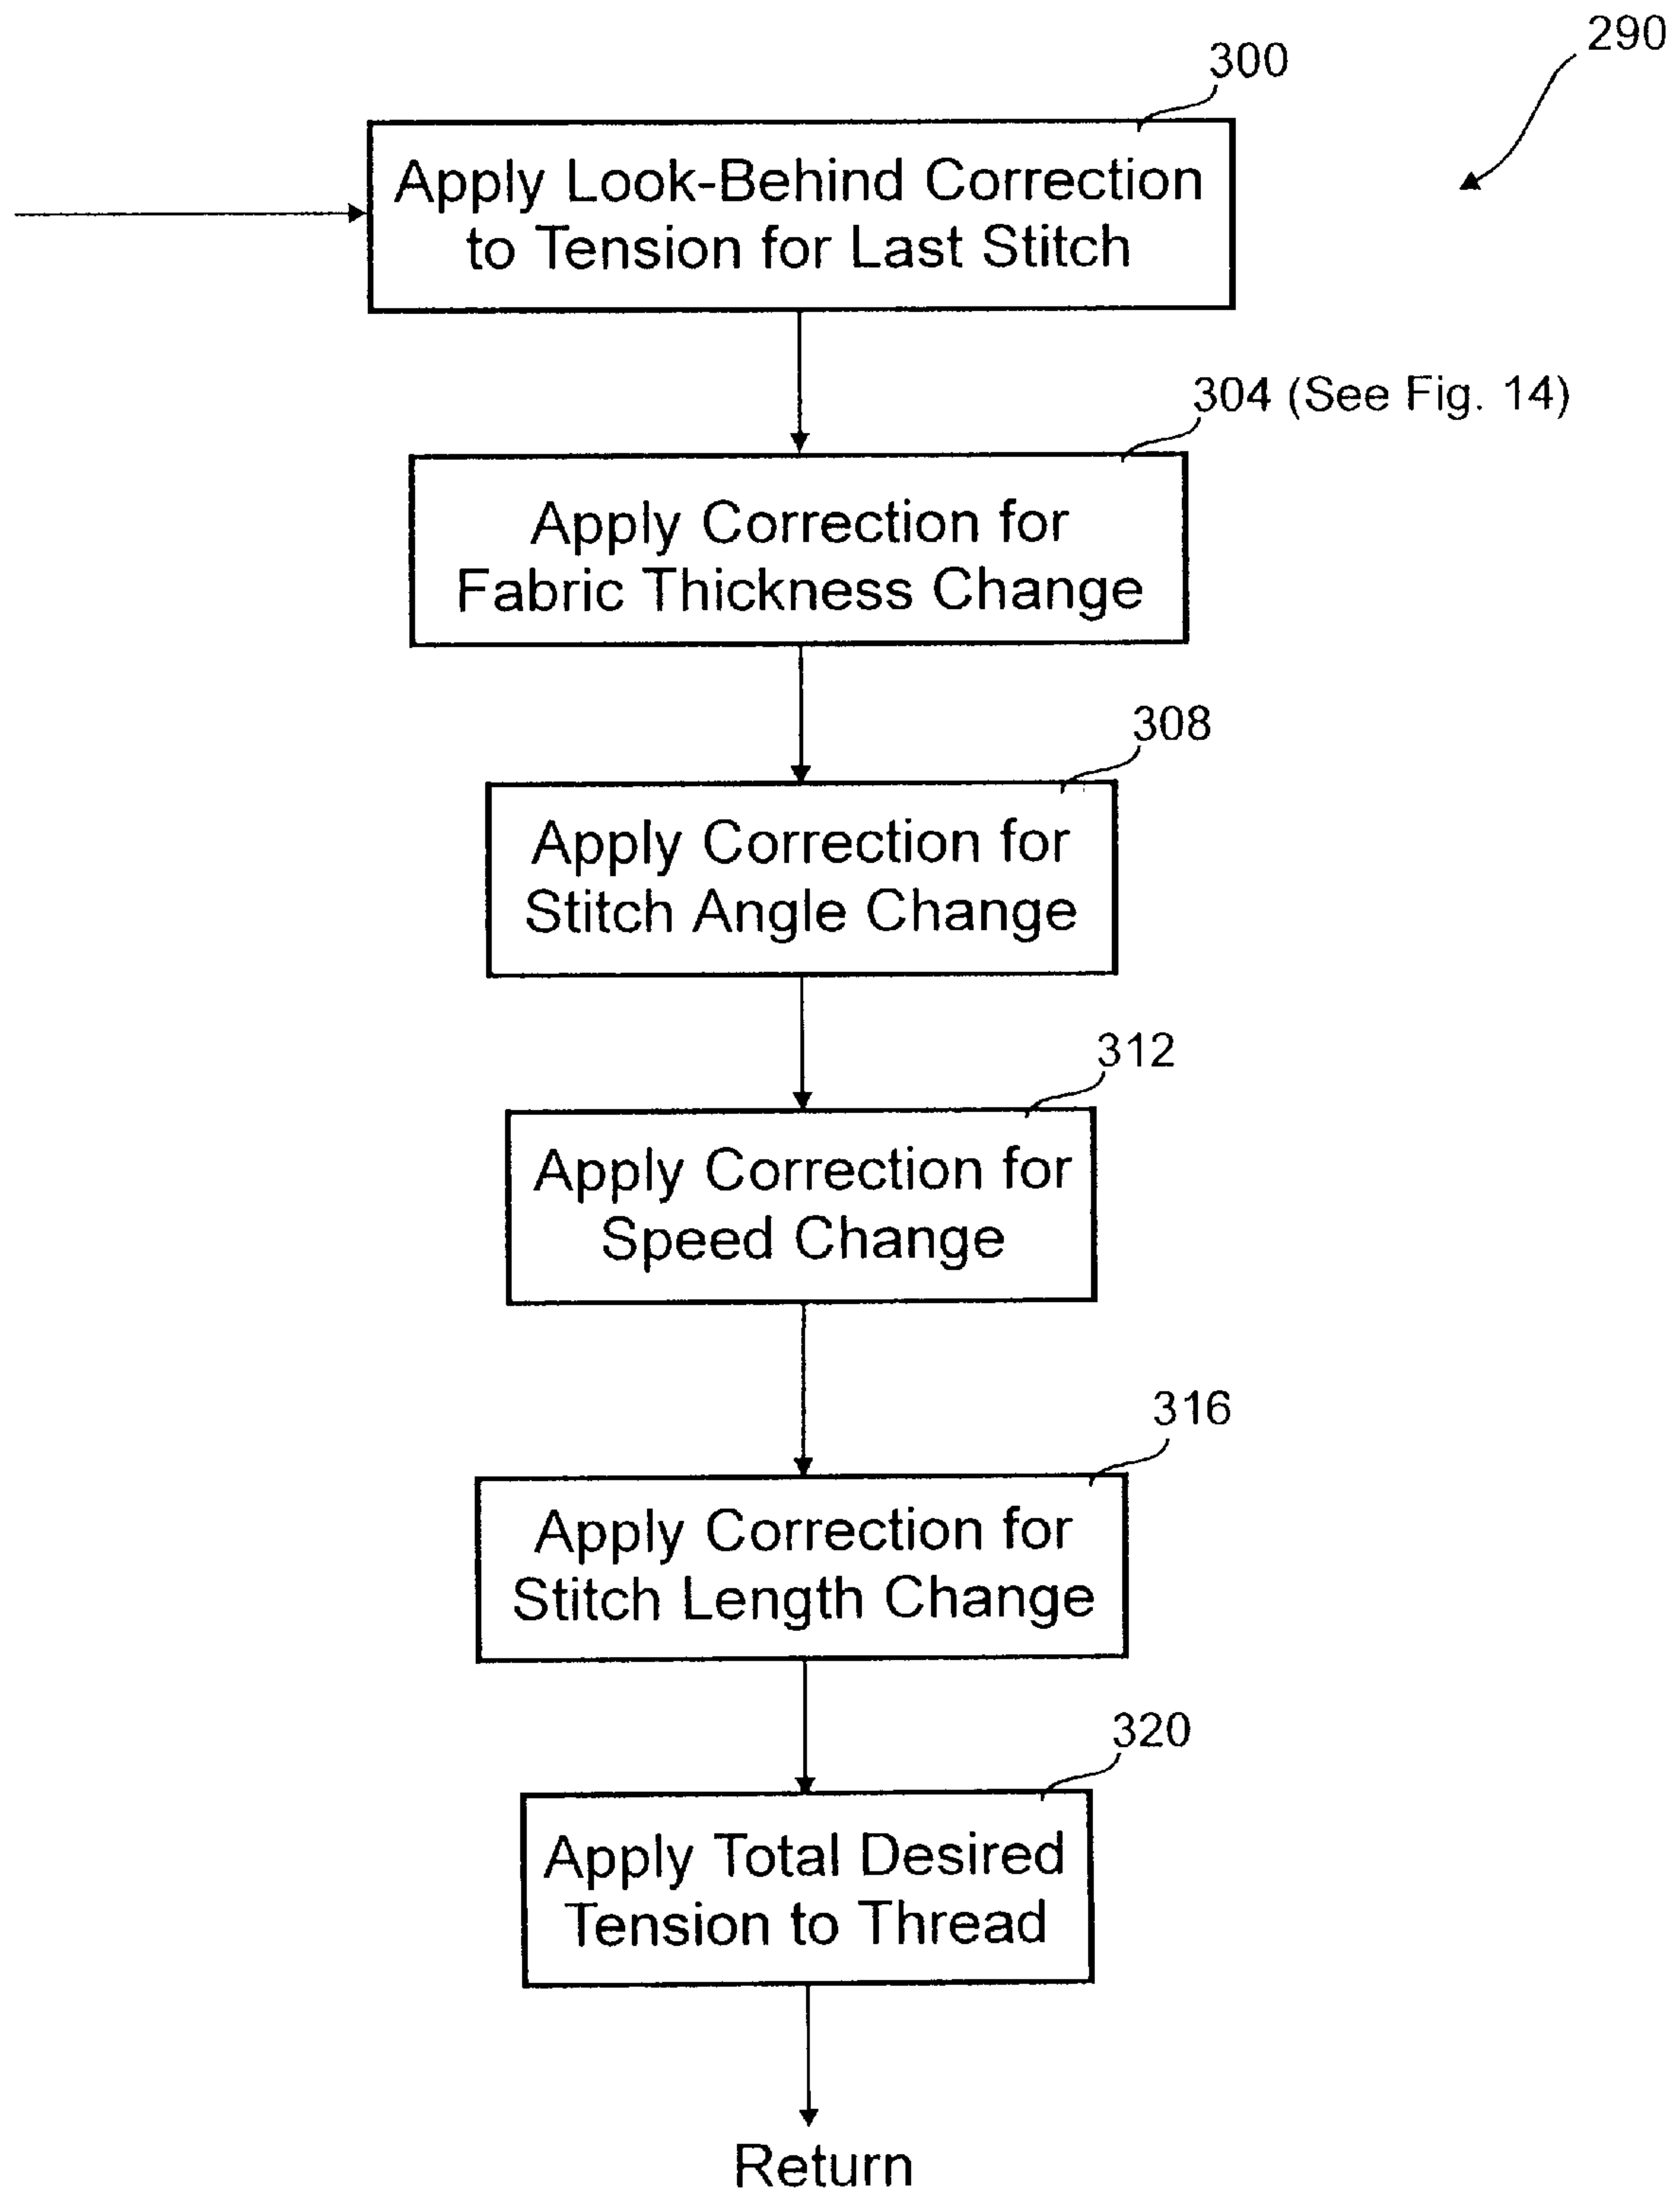 290
300
Apply Look-Behind Correction
to Tension for Last Stitch
304 (See Fig. 14)
Apply Correction for
Fabric Thickness Change
308
Apply Correction for
Stitch Angle Change
312
Apply Correction for
Speed Change
316
Apply Correction for
Stitch Length Change
320
Apply Total Desired
Tension to Thread
Return